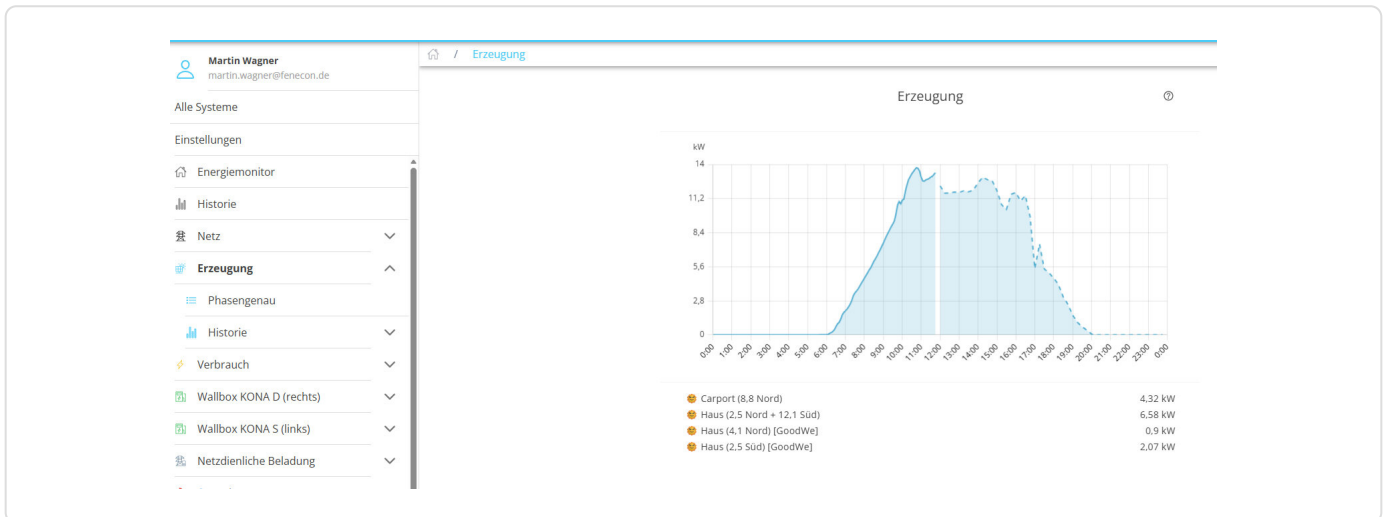 Martin Wagner
martin.wagner@fenecon.de
Alle Systeme
Einstellungen
Energiemonitor
Historie
Netz
Erzeugung
Phasengenau
Historie
Verbrauch
Wallbox KONA D (rechts)
Wallbox KONA S (links)
Netzdienliche Beladung
/ Erzeugung
Erzeugung
kW
14
11,2
8,4
5,6
2,8
0
0:00 1:00 2:00 3:00 4:00 5:00 6:00 7:00 8:00 9:00 10:00 11:00 12:00 13:00 14:00 15:00 16:00 17:00 18:00 19:00 20:00 21:00 22:00 23:00 0:00
Carport (8,8 Nord) 4,32 kW
Haus (2,5 Nord + 12,1 Süd) 6,58 kW
Haus (4,1 Nord) [GoodWe] 0,9 kW
Haus (2,5 Süd) [GoodWe] 2,07 kW